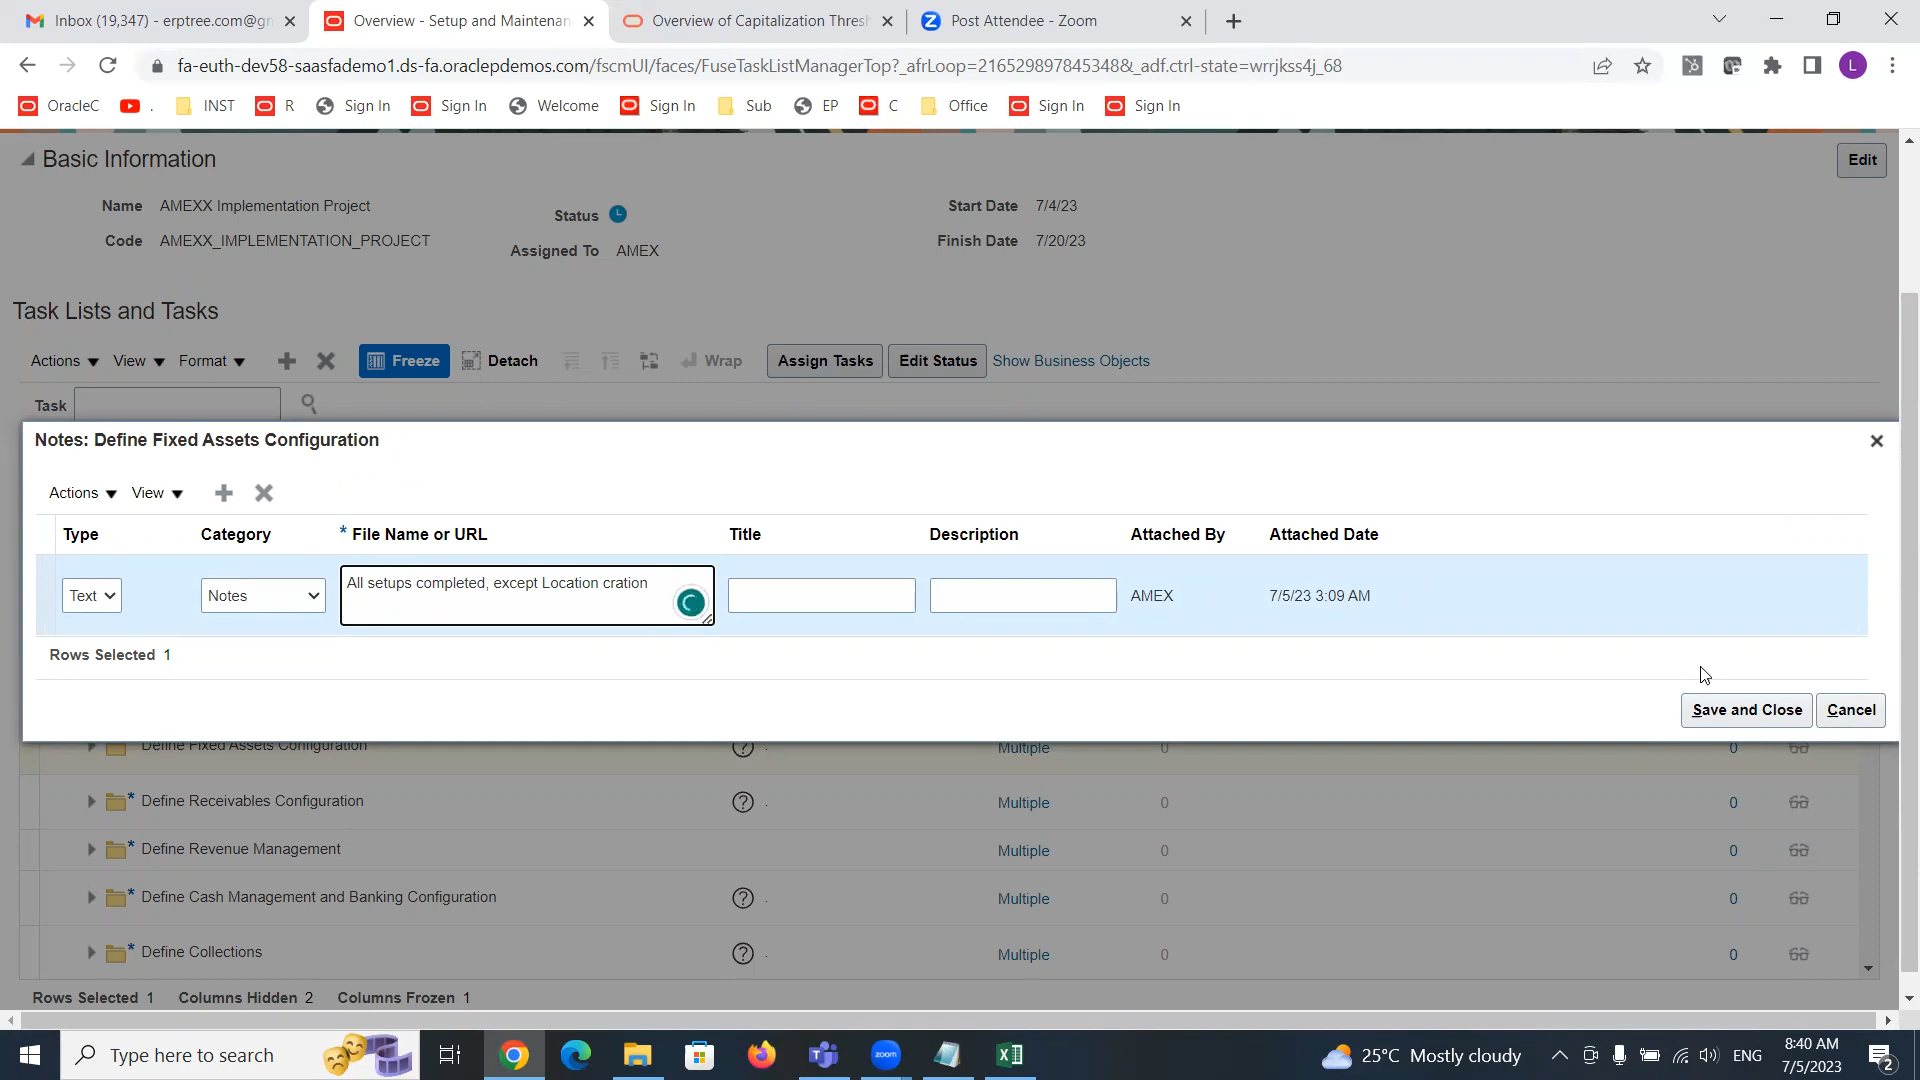 Inbox (19,347) - erptree.com@gm
Overview - Setup and Maintenan
Overview of Capitalization Thresh
Post Attendee - Zoom
fa-euth-dev58-saasfademo1.ds-fa.oraclepdemos.com/fscmUI/faces/FuseTaskListManagerTop?_afrLoop=216529897845348&_adf.ctrl-state=wrrjkss4j_68
L
OracleC . INST R Sign In Sign In Welcome Sign In Sub EP C Office Sign In Sign In
Basic Information
Edit
Name AMEXX Implementation Project
Status
Start Date 7/4/23
Code AMEXX_IMPLEMENTATION_PROJECT
Assigned To AMEX
Finish Date 7/20/23
Task Lists and Tasks
Actions View Format Freeze Detach Wrap Assign Tasks Edit Status Show Business Objects
Task
Notes: Define Fixed Assets Configuration
Actions View
Type Category * File Name or URL Title Description Attached By Attached Date
Text Notes All setups completed, except Location cration AMEX 7/5/23 3:09 AM
Rows Selected 1
Save and Close Cancel
Define Fixed Assets Configuration ? . Multiple 0 0
* Define Receivables Configuration ? . Multiple 0 0
* Define Revenue Management Multiple 0 0
* Define Cash Management and Banking Configuration ? . Multiple 0 0
* Define Collections ? . Multiple 0 0
Rows Selected 1 Columns Hidden 2 Columns Frozen 1
Type here to search
zoom
25°C Mostly cloudy
ENG
8:40 AM
7/5/2023
2